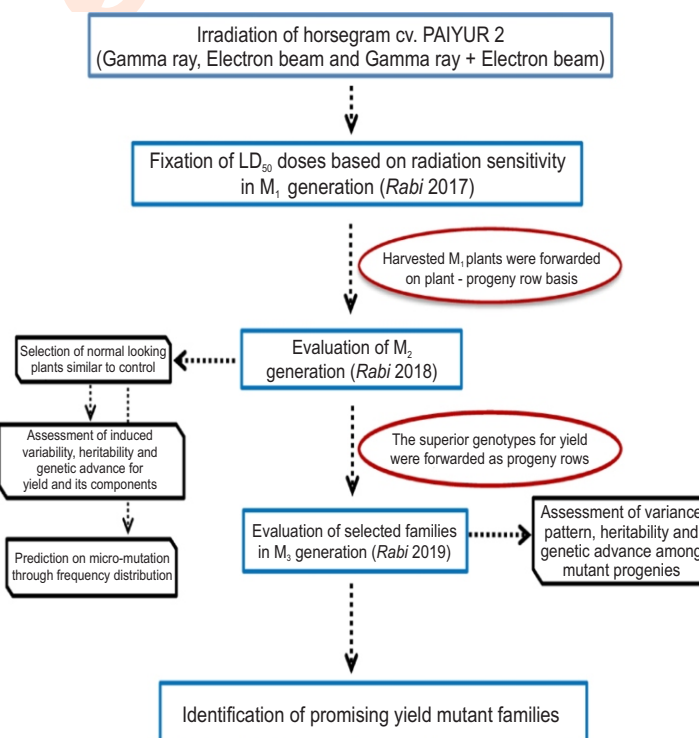 Irradiation of horsegram cv. PAIYUR 2
(Gamma ray, Electron beam and Gamma ray + Electron beam)
Fixation of LD₅₀ doses based on radiation sensitivity
in M₁ generation (Rabi 2017)
Harvested M₁ plants were forwarded
on plant - progeny row basis
Evaluation of M₂
generation (Rabi 2018)
Selection of normal looking
plants similar to control
Assessment of induced
variability, heritability and
genetic advance for
yield and its components
Prediction on micro-mutation
through frequency distribution
The superior genotypes for yield
were forwarded as progeny rows
Evaluation of selected families
in M₃ generation (Rabi 2019)
Assessment of variance
pattern, heritability and
genetic advance among
mutant progenies
Identification of promising yield mutant families